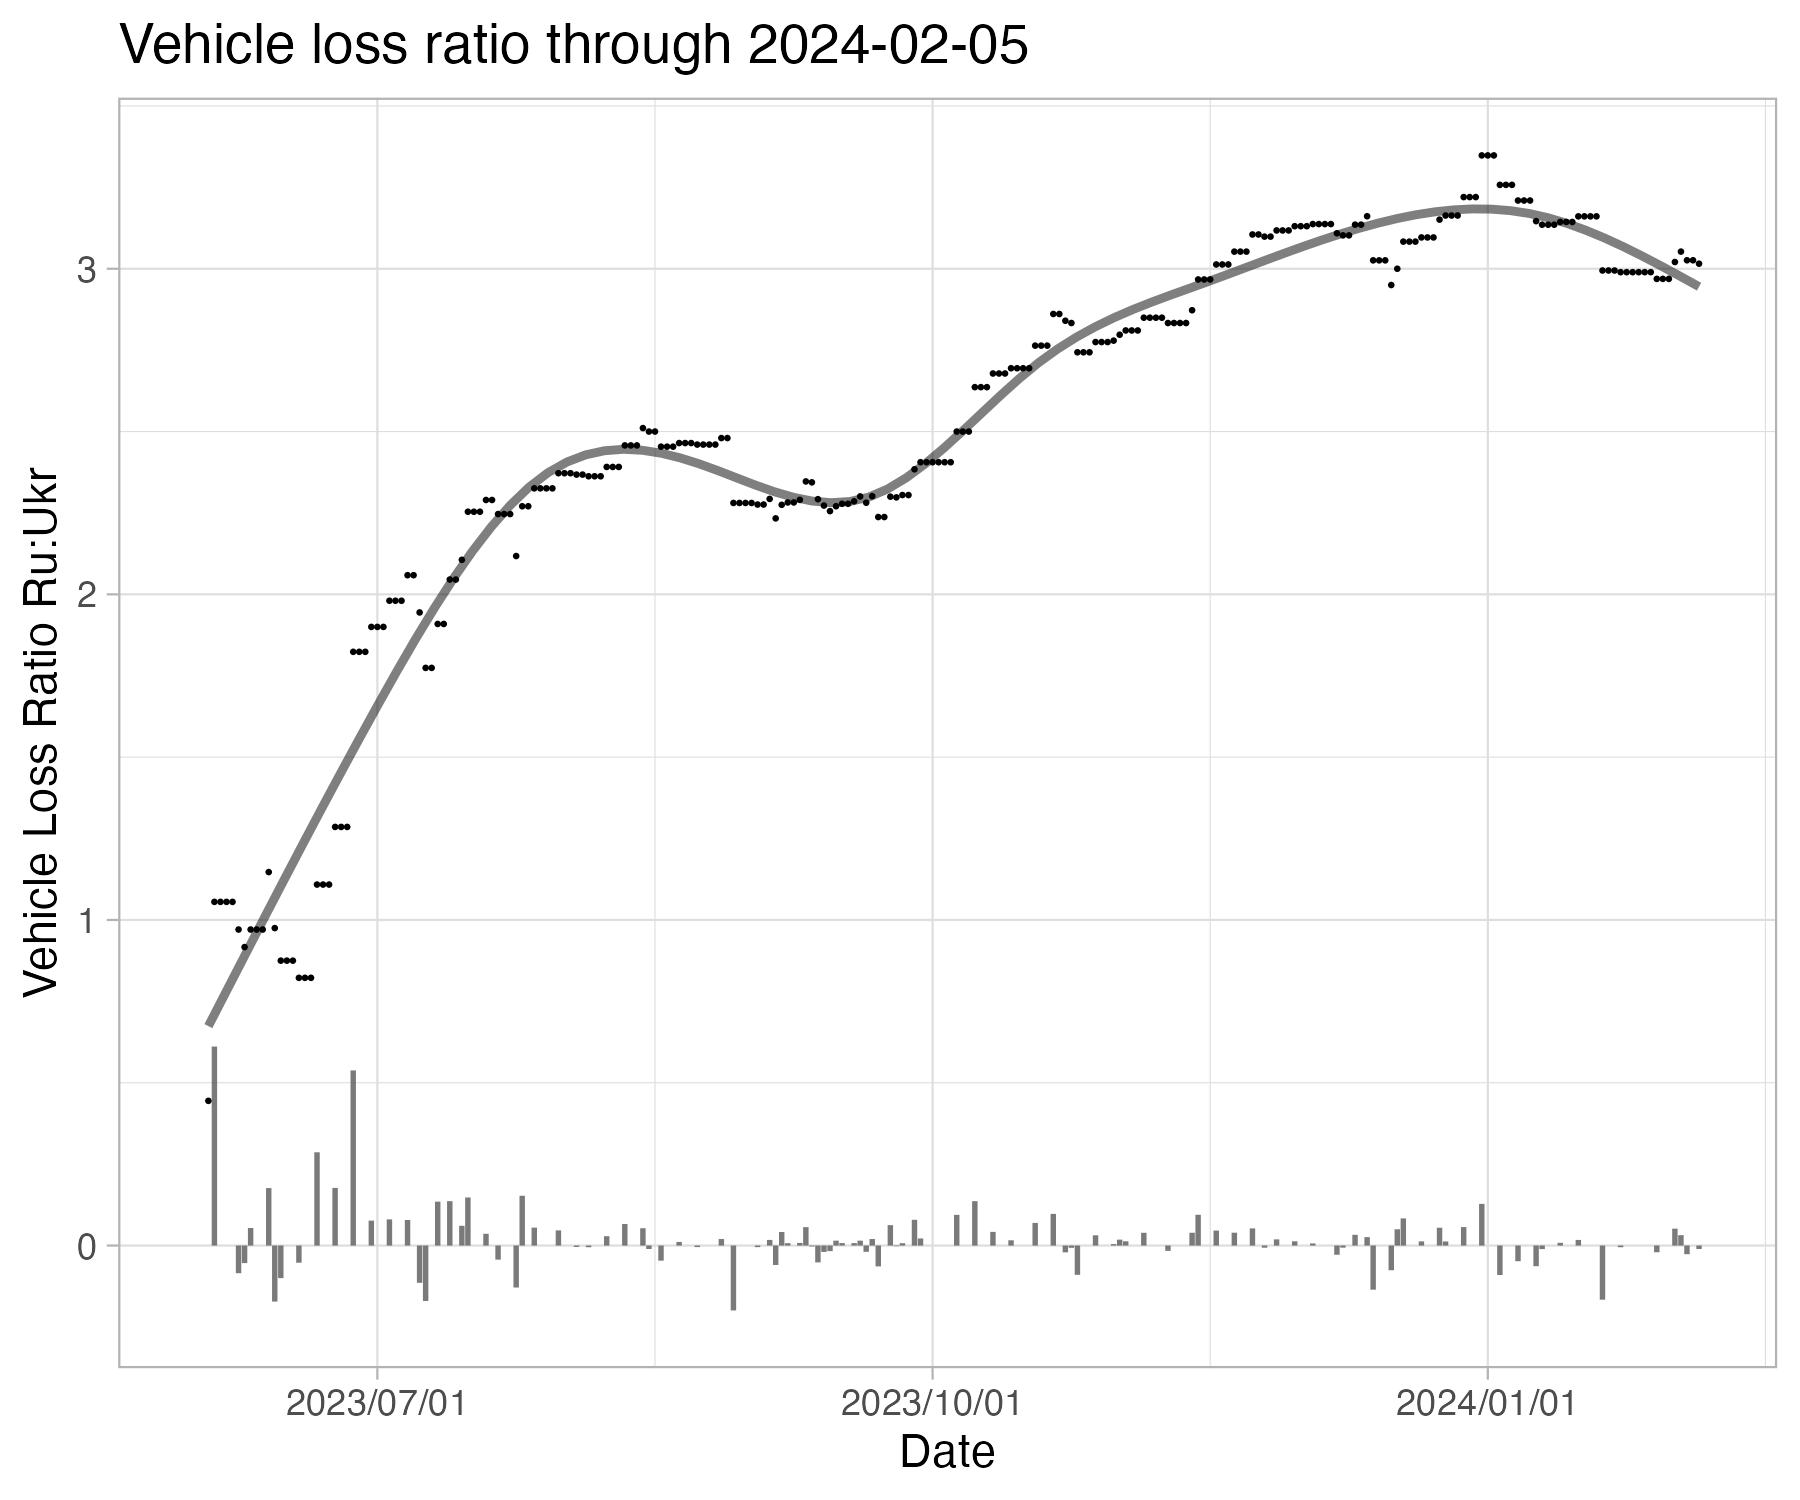 Vehicle loss ratio through 2024-02-05
Vehicle Loss Ratio Ru:Ukr
3
2
1
0
2023/07/01
2023/10/01
2024/01/01
Date